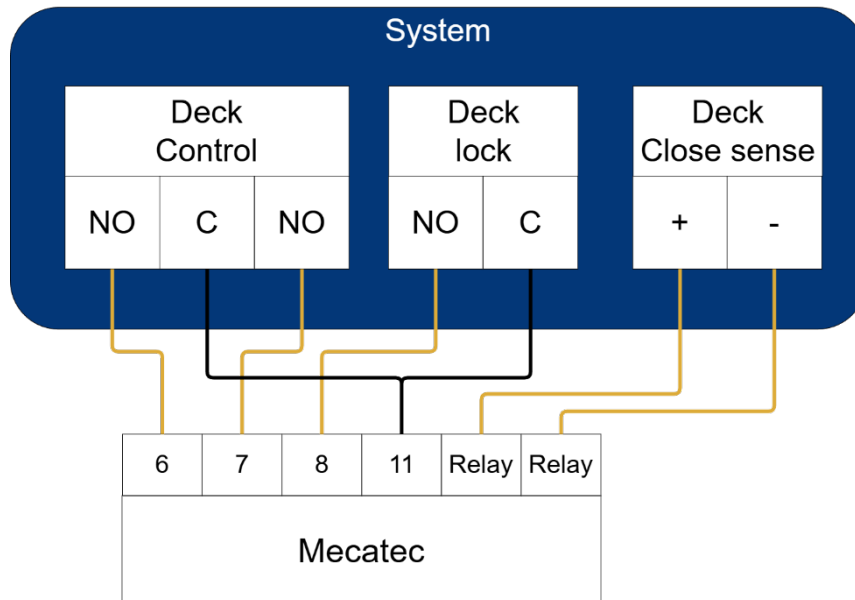 System
Deck
Control
Deck
lock
Deck
Close sense
NO C NO
NO C
+ -
6 7 8 11 Relay Relay
Mecatec